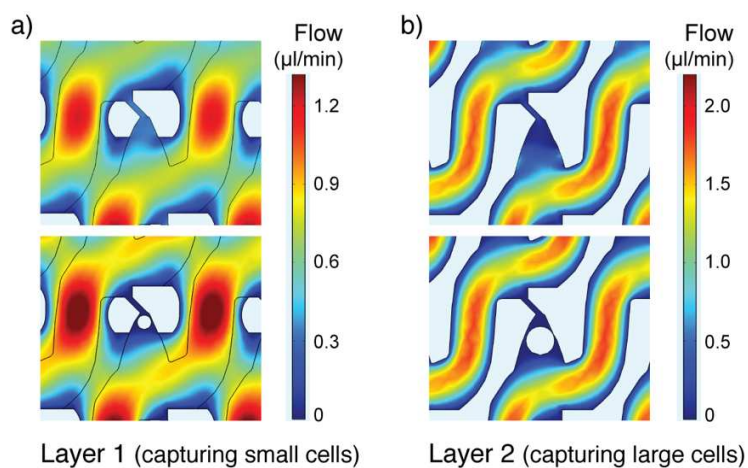 a)
Flow
(µl/min)
1.2
0.9
0.6
0.3
0
Layer 1 (capturing small cells)
b)
Flow
(µl/min)
2.0
1.5
1.0
0.5
0
Layer 2 (capturing large cells)